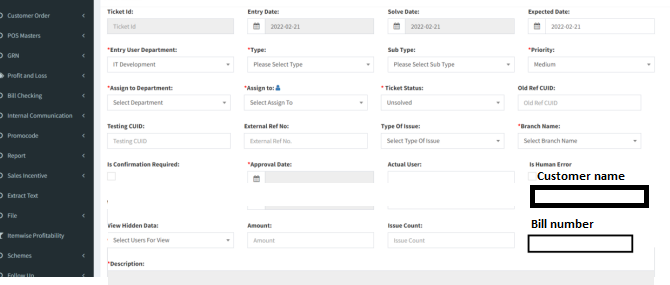 Customer Order
POS Masters
GRN
Profit and Loss
Bill Checking
Internal Communication
Promocode
Report
Sales Incentive
Extract Text
File
Itemwise Profitability
Schemes
Follow Up
Ticket Id: Entry Date: Solve Date: Expected Date:
Ticket Id 2022-02-21 2022-02-21 2022-02-21
*Entry User Department: *Type: Sub Type: *Priority:
IT Development Please Select Type Please Select Sub Type Medium
*Assign to Department: *Assign to: * Ticket Status: Old Ref CUID:
Select Department Select Assign To Unsolved Old Ref CUID
Testing CUID: External Ref No: Type Of Issue: *Branch Name:
Testing CUID External Ref No. Select Type Of Issue Select Branch Name
Is Confirmation Required: *Approval Date: Actual User: Is Human Error
Customer name
Bill number
View Hidden Data: Amount: Issue Count:
Select Users For View Amount Issue Count
*Description: